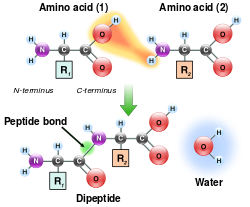 Amino acid (1) Amino acid (2)
H H
H H H O H H O
N C C N C C
H O H O
R1 R2
N-terminus C-terminus
H
Peptide bond H H O
N C C
H H O
H O
N C C R2 H H
H O
R1 Water
Dipeptide